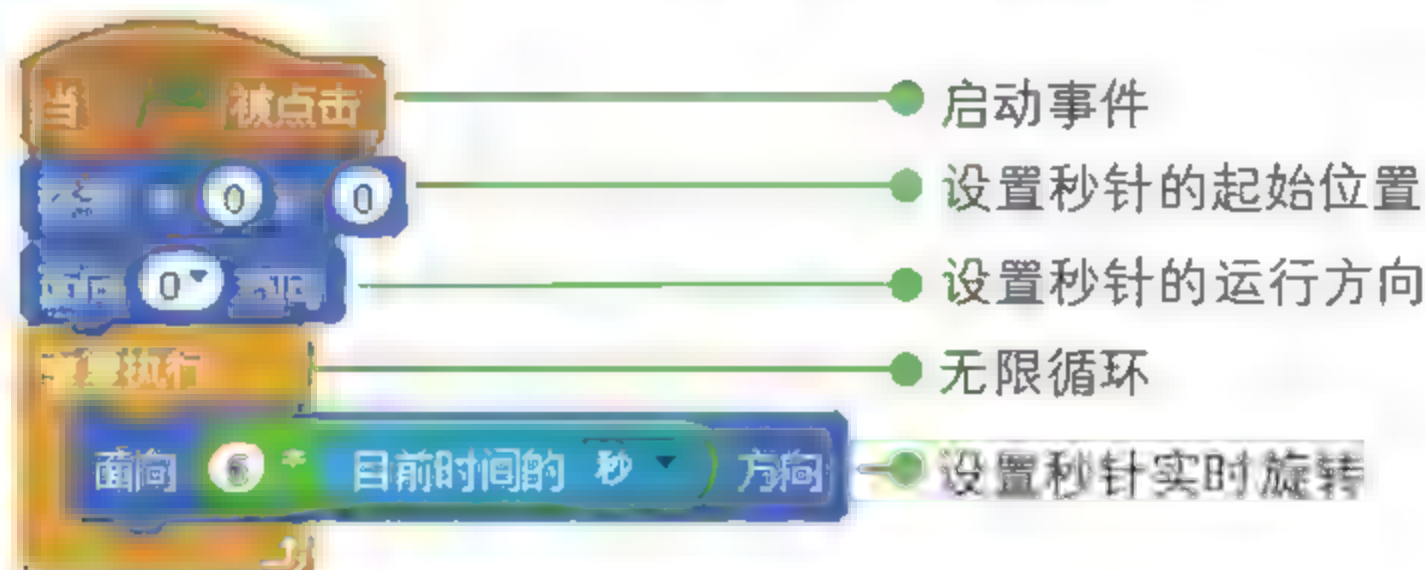 当 被点击 启动事件
0 0 设置秒针的起始位置
0 设置秒针的运行方向
执行 无限循环
面向 6 * 目前时间的 秒 方向 设置秒针实时旋转